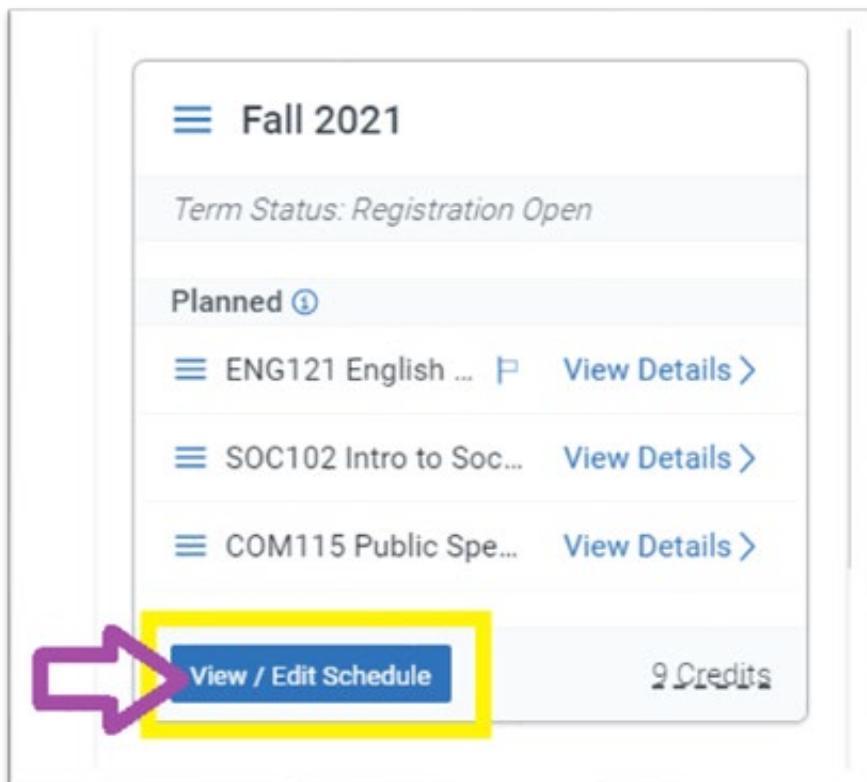 Fall 2021
Term Status: Registration Open
Planned
ENG121 English ... View Details >
SOC102 Intro to Soc... View Details >
COM115 Public Spe... View Details >
View / Edit Schedule 9 Credits